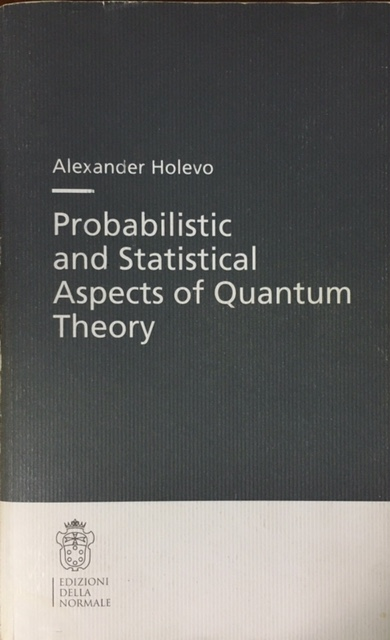 Alexander Holevo
Probabilistic
and Statistical
Aspects of Quantum
Theory
EDIZIONI
DELLA
NORMALE